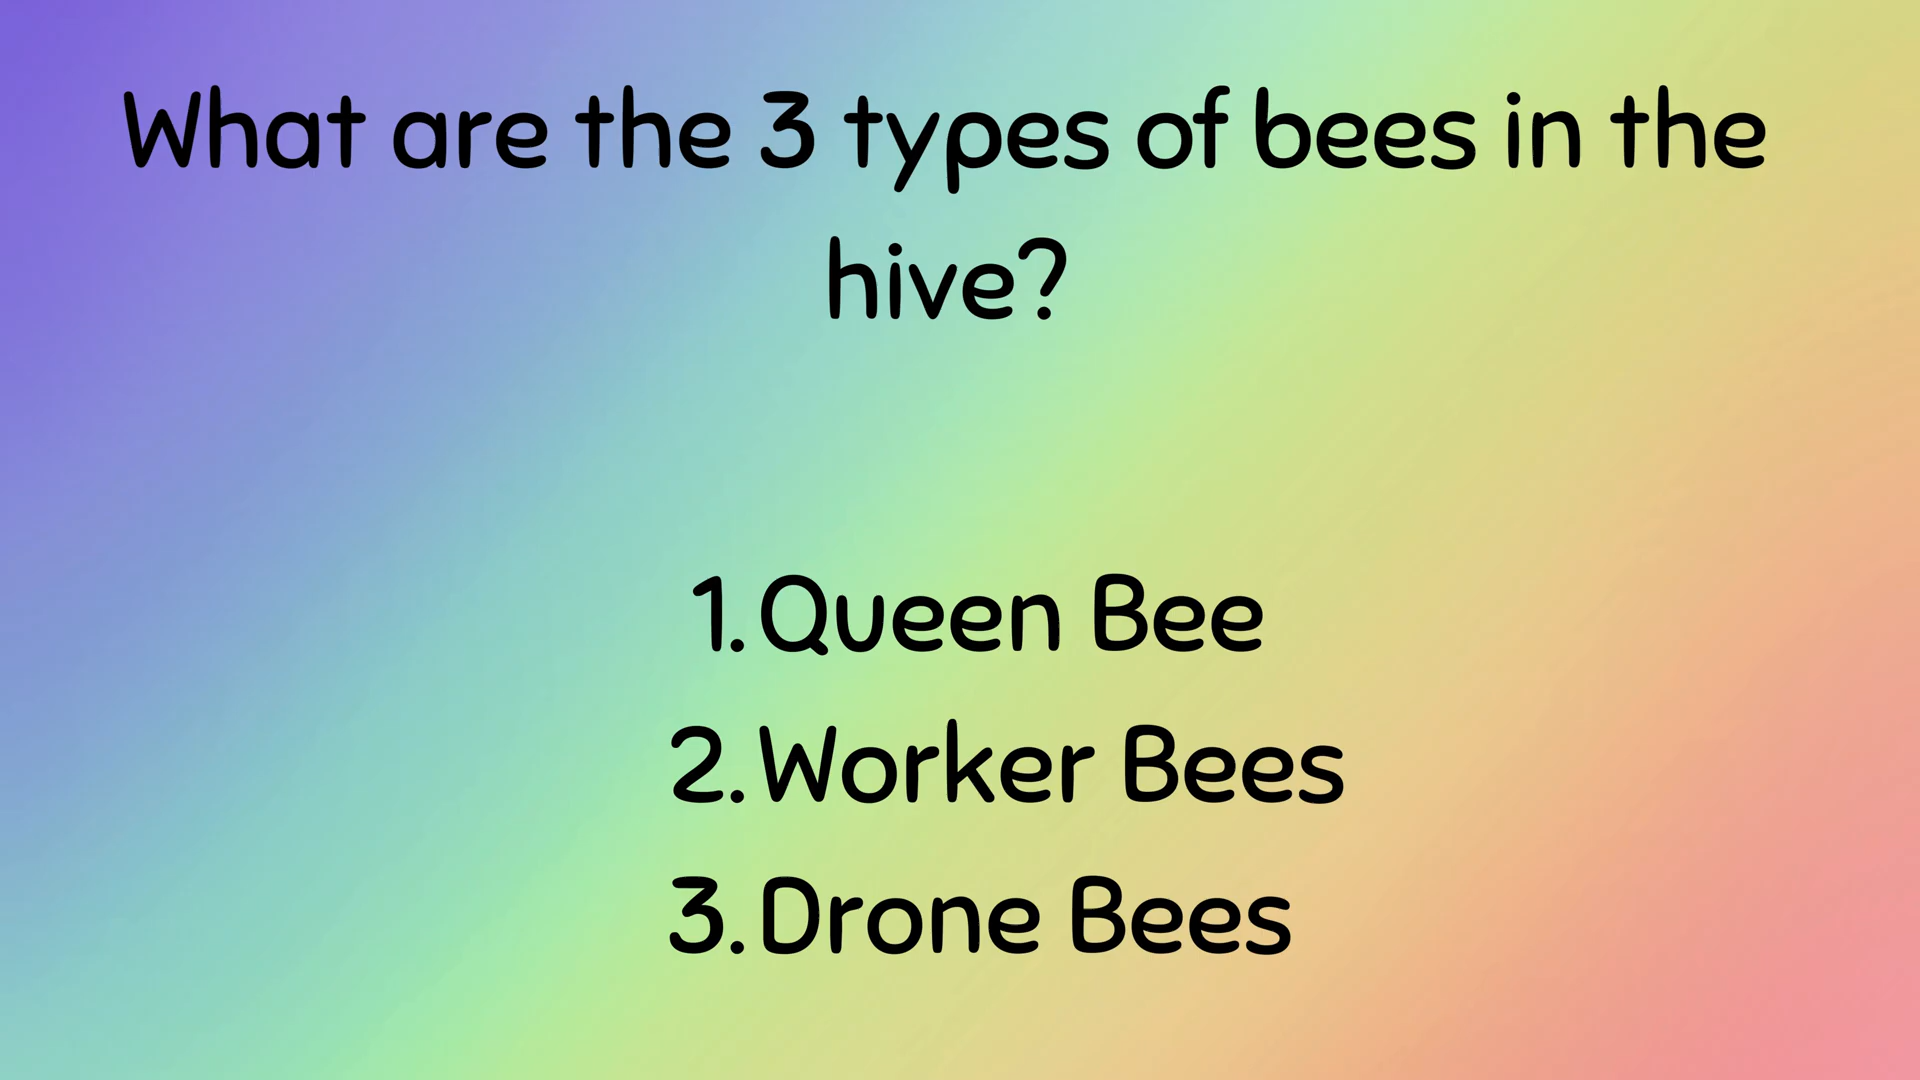 What are the 3 types of bees in the
hive?
1. Queen Bee
2. Worker Bees
3. Drone Bees